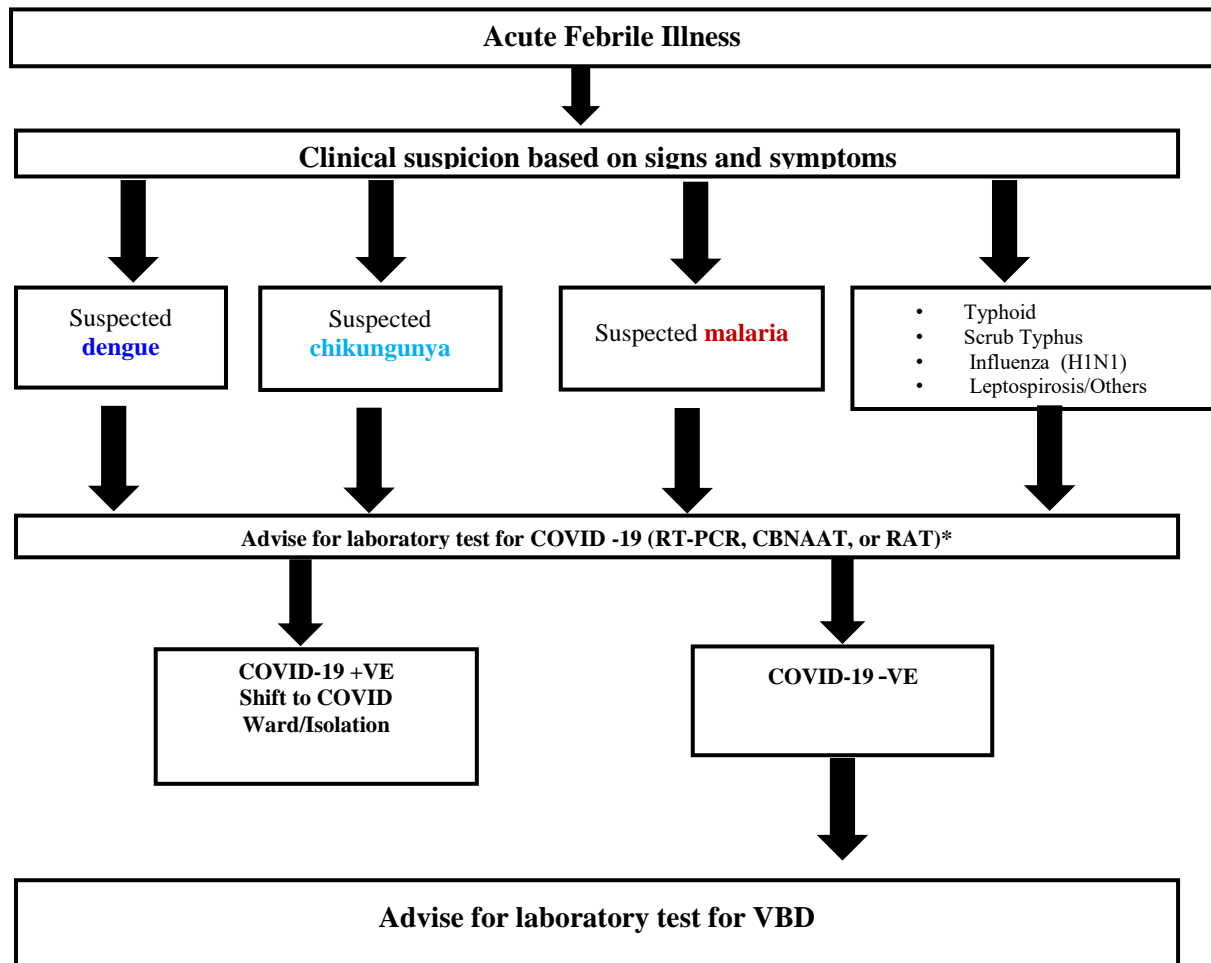 Acute Febrile Illness
Clinical suspicion based on signs and symptoms
Suspected
dengue
Suspected
chikungunya
Suspected malaria
• Typhoid
• Scrub Typhus
• Influenza (H1N1)
• Leptospirosis/Others
Advise for laboratory test for COVID -19 (RT-PCR, CBNAAT, or RAT)*
COVID-19 +VE
Shift to COVID
Ward/Isolation
COVID-19 –VE
Advise for laboratory test for VBD